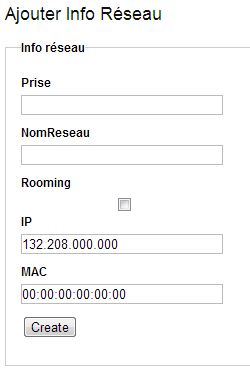 Ajouter Info Réseau
Info réseau
Prise
NomReseau
Rooming
IP
132.208.000.000
MAC
00:00:00:00:00:00
Create